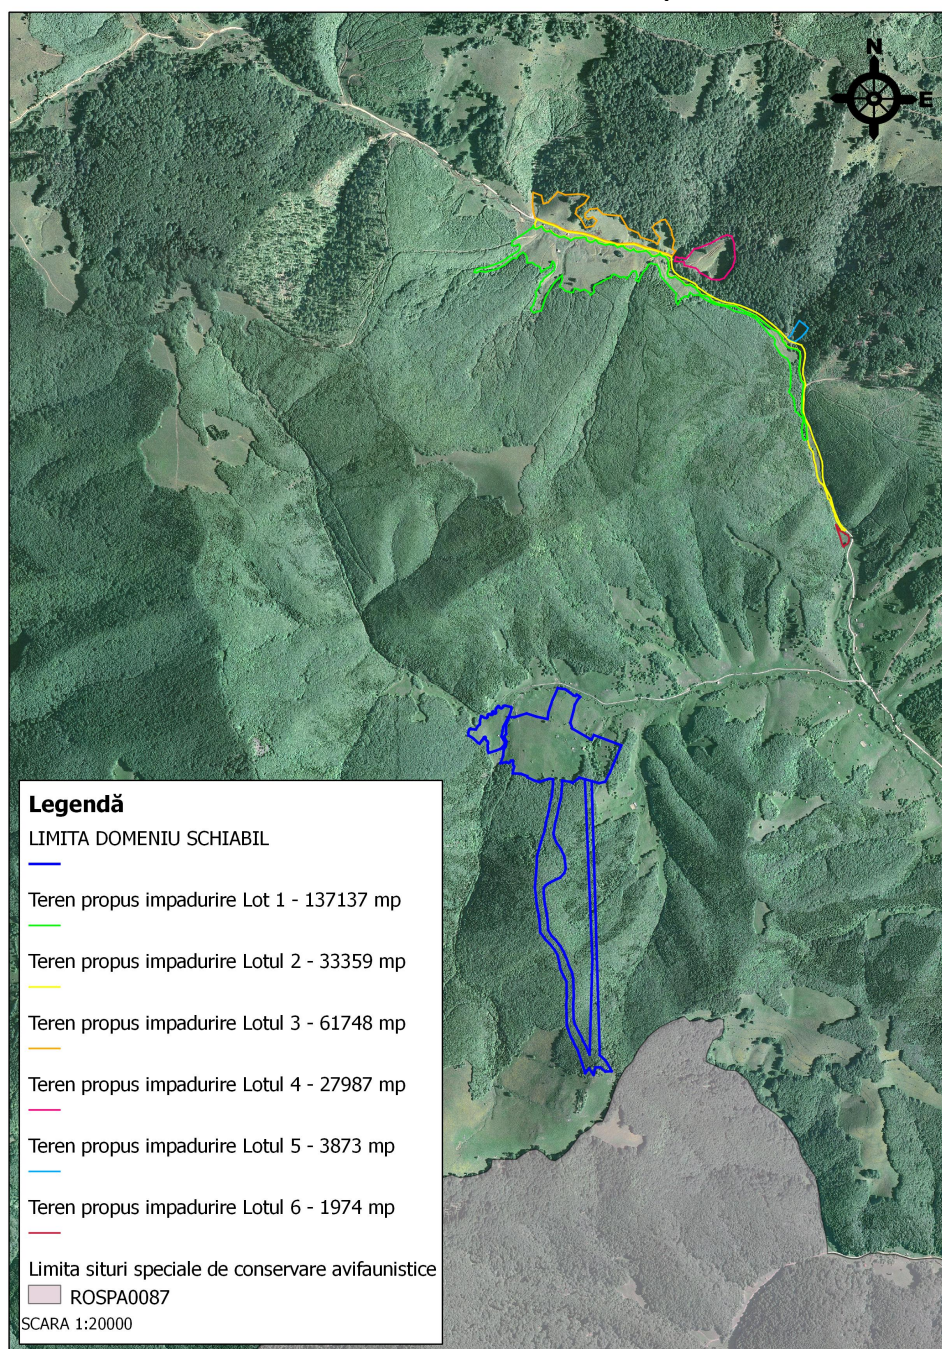 N
E
Legendă
LIMITA DOMENIU SCHIABIL
Teren propus impadurire Lot 1 - 137137 mp
Teren propus impadurire Lotul 2 - 33359 mp
Teren propus impadurire Lotul 3 - 61748 mp
Teren propus impadurire Lotul 4 - 27987 mp
Teren propus impadurire Lotul 5 - 3873 mp
Teren propus impadurire Lotul 6 - 1974 mp
Limita situri speciale de conservare avifaunistice
ROSPA0087
SCARA 1:20000